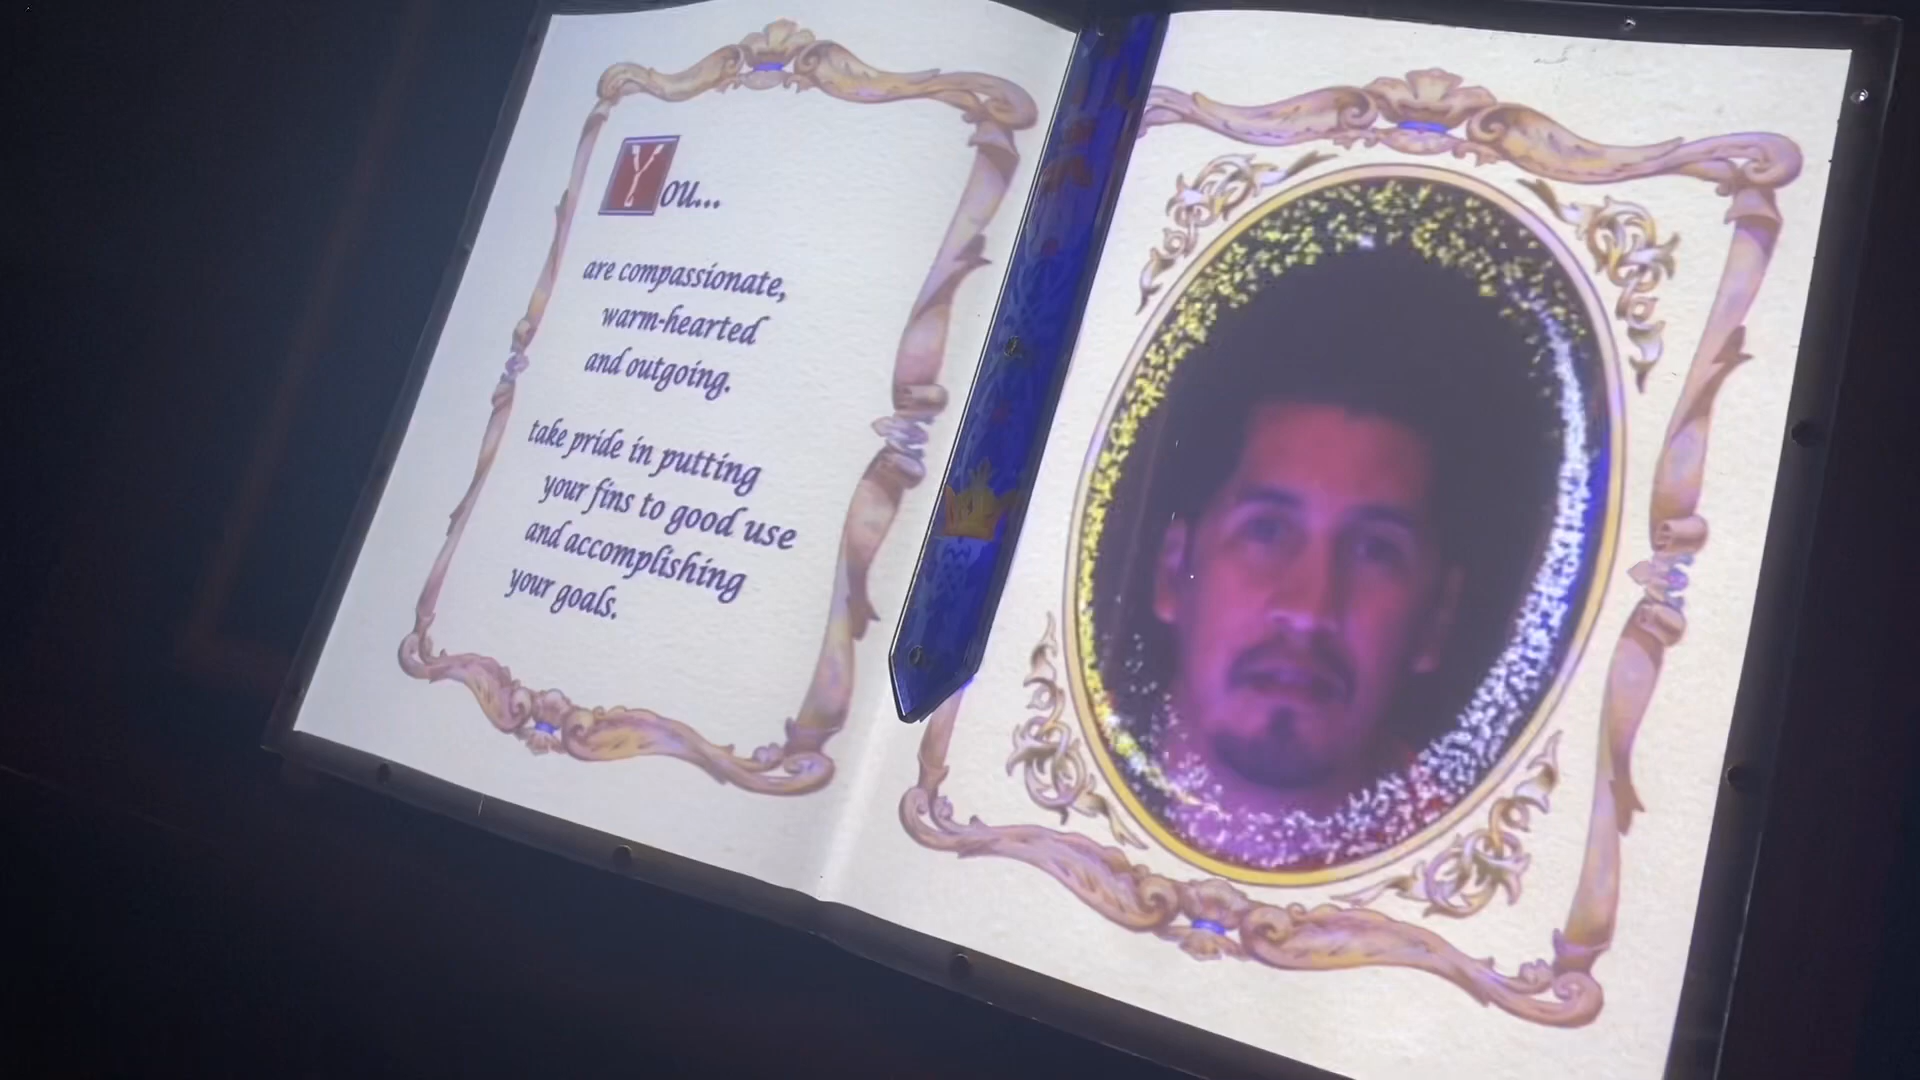 You...
are compassionate,
warm-hearted
and outgoing.
take pride in putting
your fins to good use
and accomplishing
your goals.